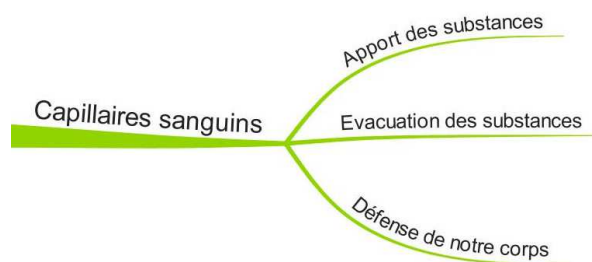 Capillaires sanguins
Apport des substances
Evacuation des substances
Défense de notre corps